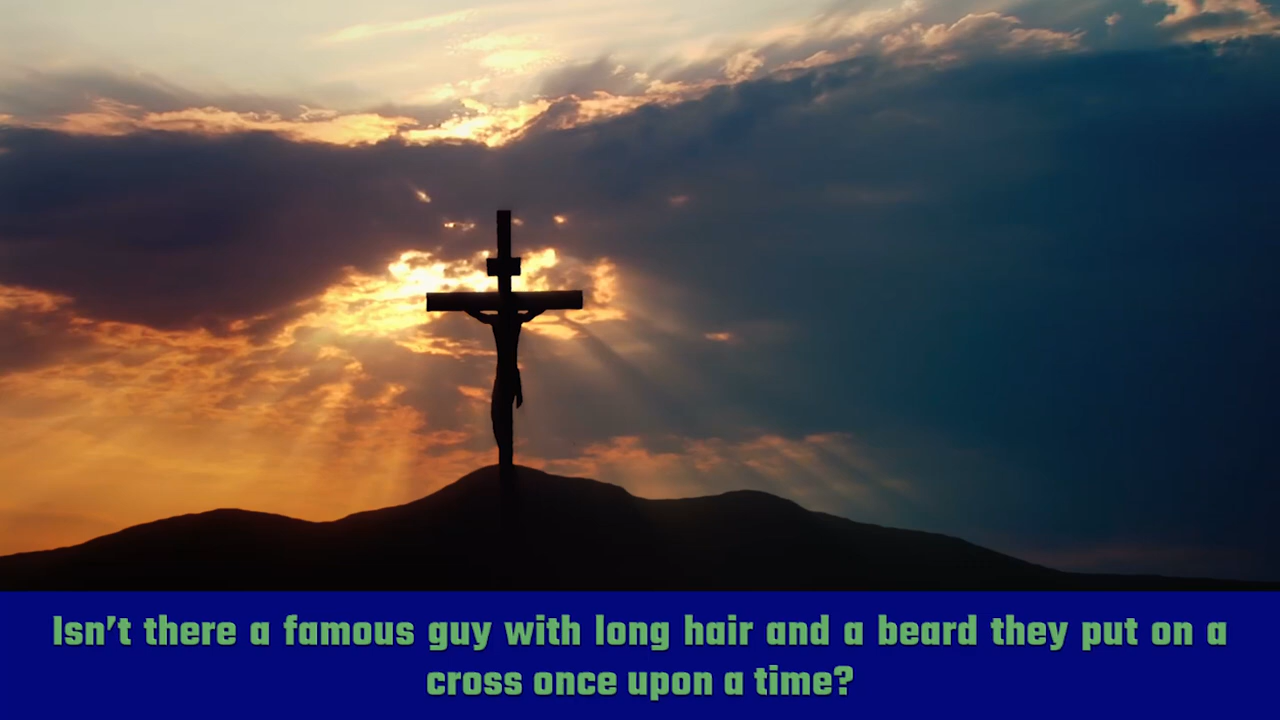 Isn't there a famous guy with long hair and a beard they put on a
cross once upon a time?